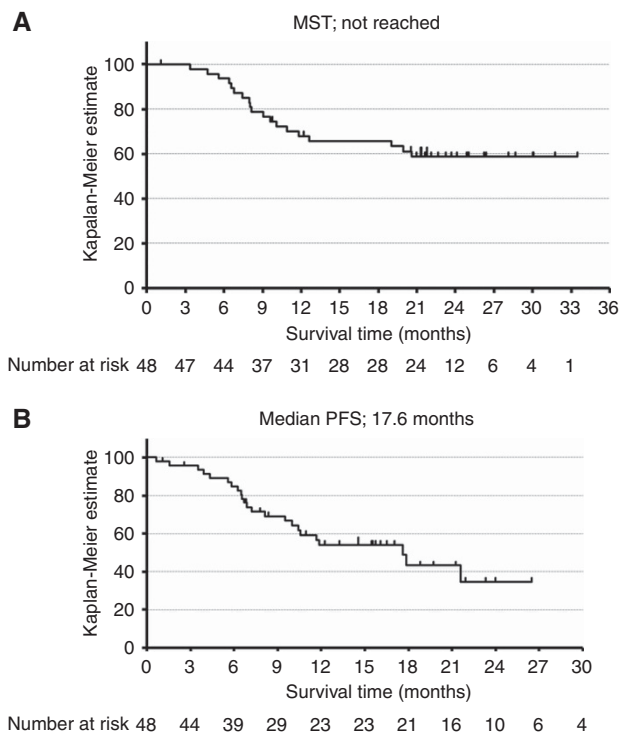 A
MST; not reached
Kapalan-Meier estimate
100
80
60
40
20
0
0 3 6 9 12 15 18 21 24 27 30 33 36
Survival time (months)
Number at risk 48 47 44 37 31 28 28 24 12 6 4 1
B
Median PFS; 17.6 months
Kaplan-Meier estimate
100
80
60
40
20
0
0 3 6 9 12 15 18 21 24 27 30
Survival time (months)
Number at risk 48 44 39 29 23 23 21 16 10 6 4